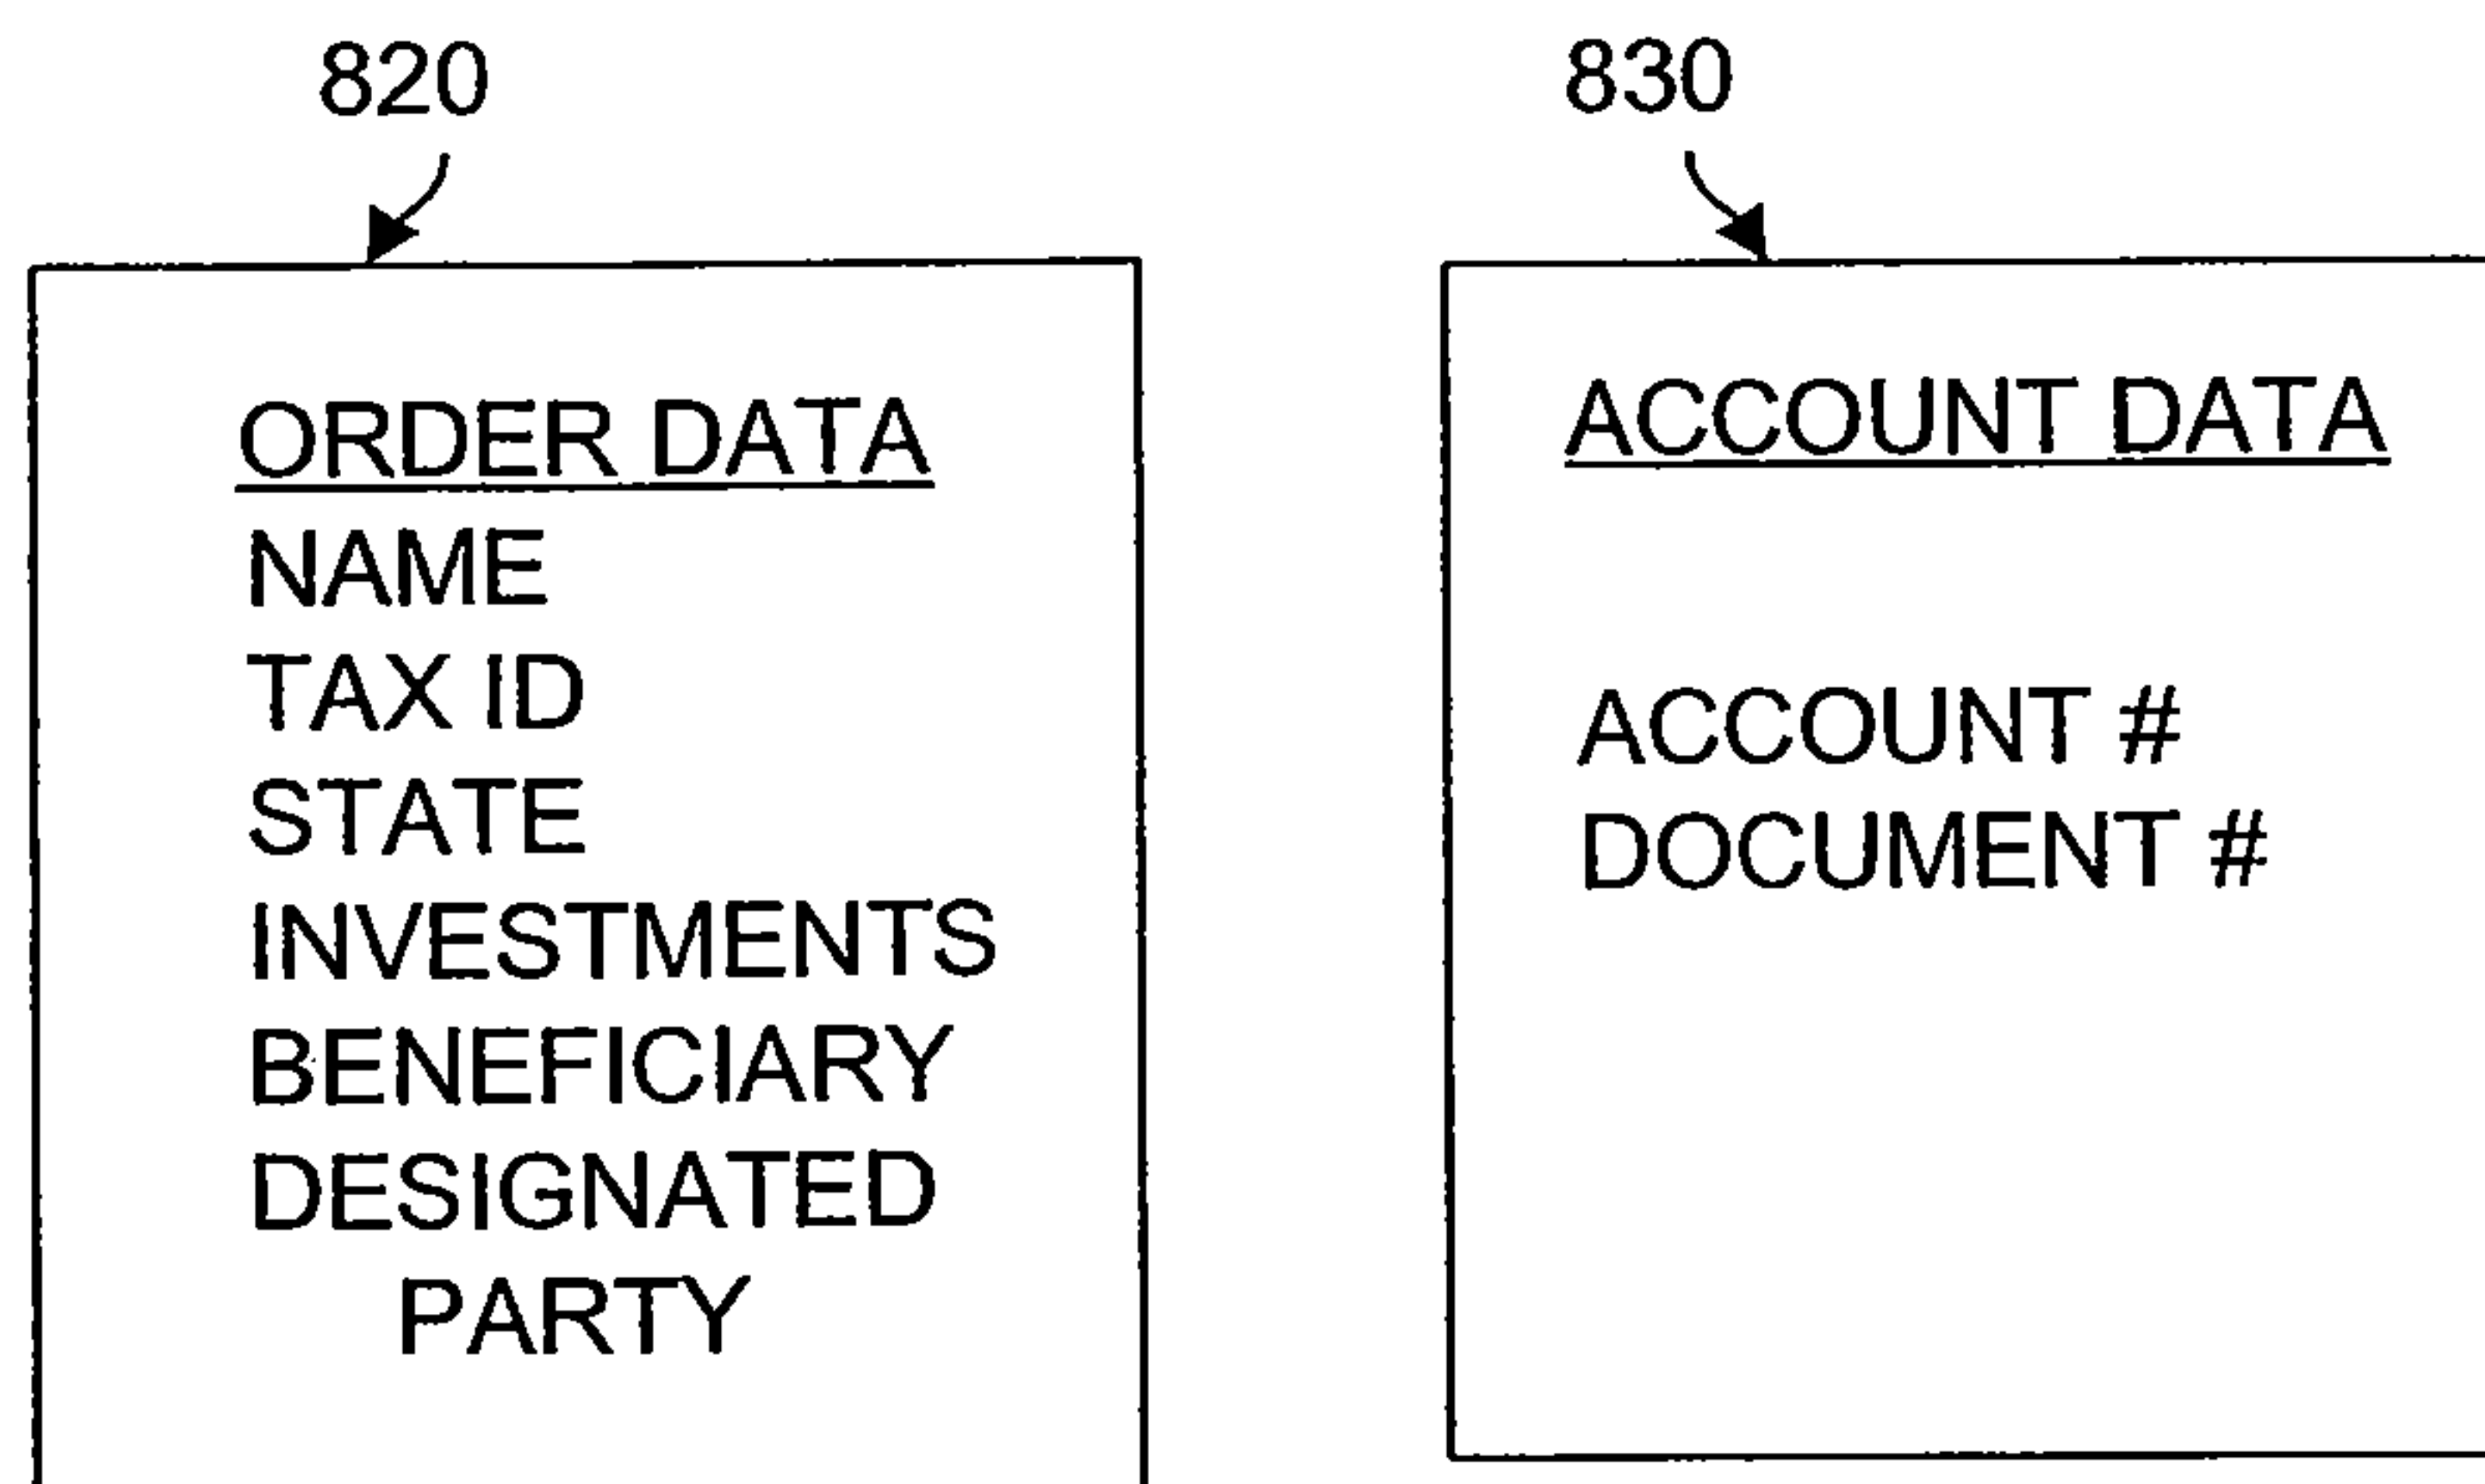 820
ORDER DATA
NAME
TAX ID
STATE
INVESTMENTS
BENEFICIARY
DESIGNATED
PARTY
830
ACCOUNT DATA
ACCOUNT #
DOCUMENT #